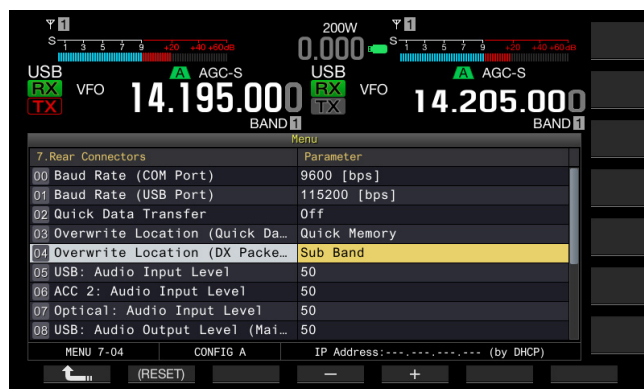 1 200W 1
S 1 3 5 7 9 +20 +40 +60dB 0.000 S 1 3 5 7 9 +20 +40 +60dB
USB A AGC-S USB A AGC-S
RX VFO 14.195.000 RX VFO 14.205.000
TX TX
BAND 1 BAND 1
Menu
7.Rear Connectors Parameter
00 Baud Rate (COM Port) 9600 [bps]
01 Baud Rate (USB Port) 115200 [bps]
02 Quick Data Transfer Off
03 Overwrite Location (Quick Da… Quick Memory
04 Overwrite Location (DX Packe… Sub Band
05 USB: Audio Input Level 50
06 ACC 2: Audio Input Level 50
07 Optical: Audio Input Level 50
08 USB: Audio Output Level (Mai… 50
MENU 7-04 CONFIG A IP Address:---.---.---.--- (by DHCP)
(RESET) − +